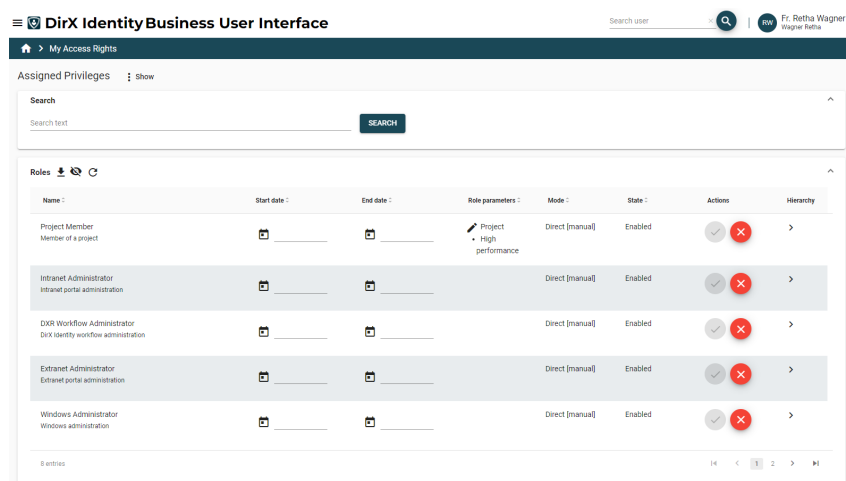 DirX Identity Business User Interface
Search user
RW
Fr. Retha Wagner
Wagner Retha
My Access Rights
Assigned Privileges
Show
Search
Search text
SEARCH
Roles
Name Start date End date Role parameters Mode State Actions Hierarchy
Project Member
Member of a project
Project
High
performance
Direct [manual]
Enabled
Intranet Administrator
Intranet portal administration
Direct [manual]
Enabled
DXR Workflow Administrator
DirX Identity workflow administration
Direct [manual]
Enabled
Extranet Administrator
Extranet portal administration
Direct [manual]
Enabled
Windows Administrator
Windows administration
Direct [manual]
Enabled
8 entries
1 2